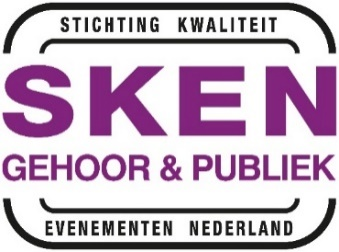 STICHTING KWALITEIT
SKEN
GEHOOR & PUBLIEK
EVENEMENTEN NEDERLAND